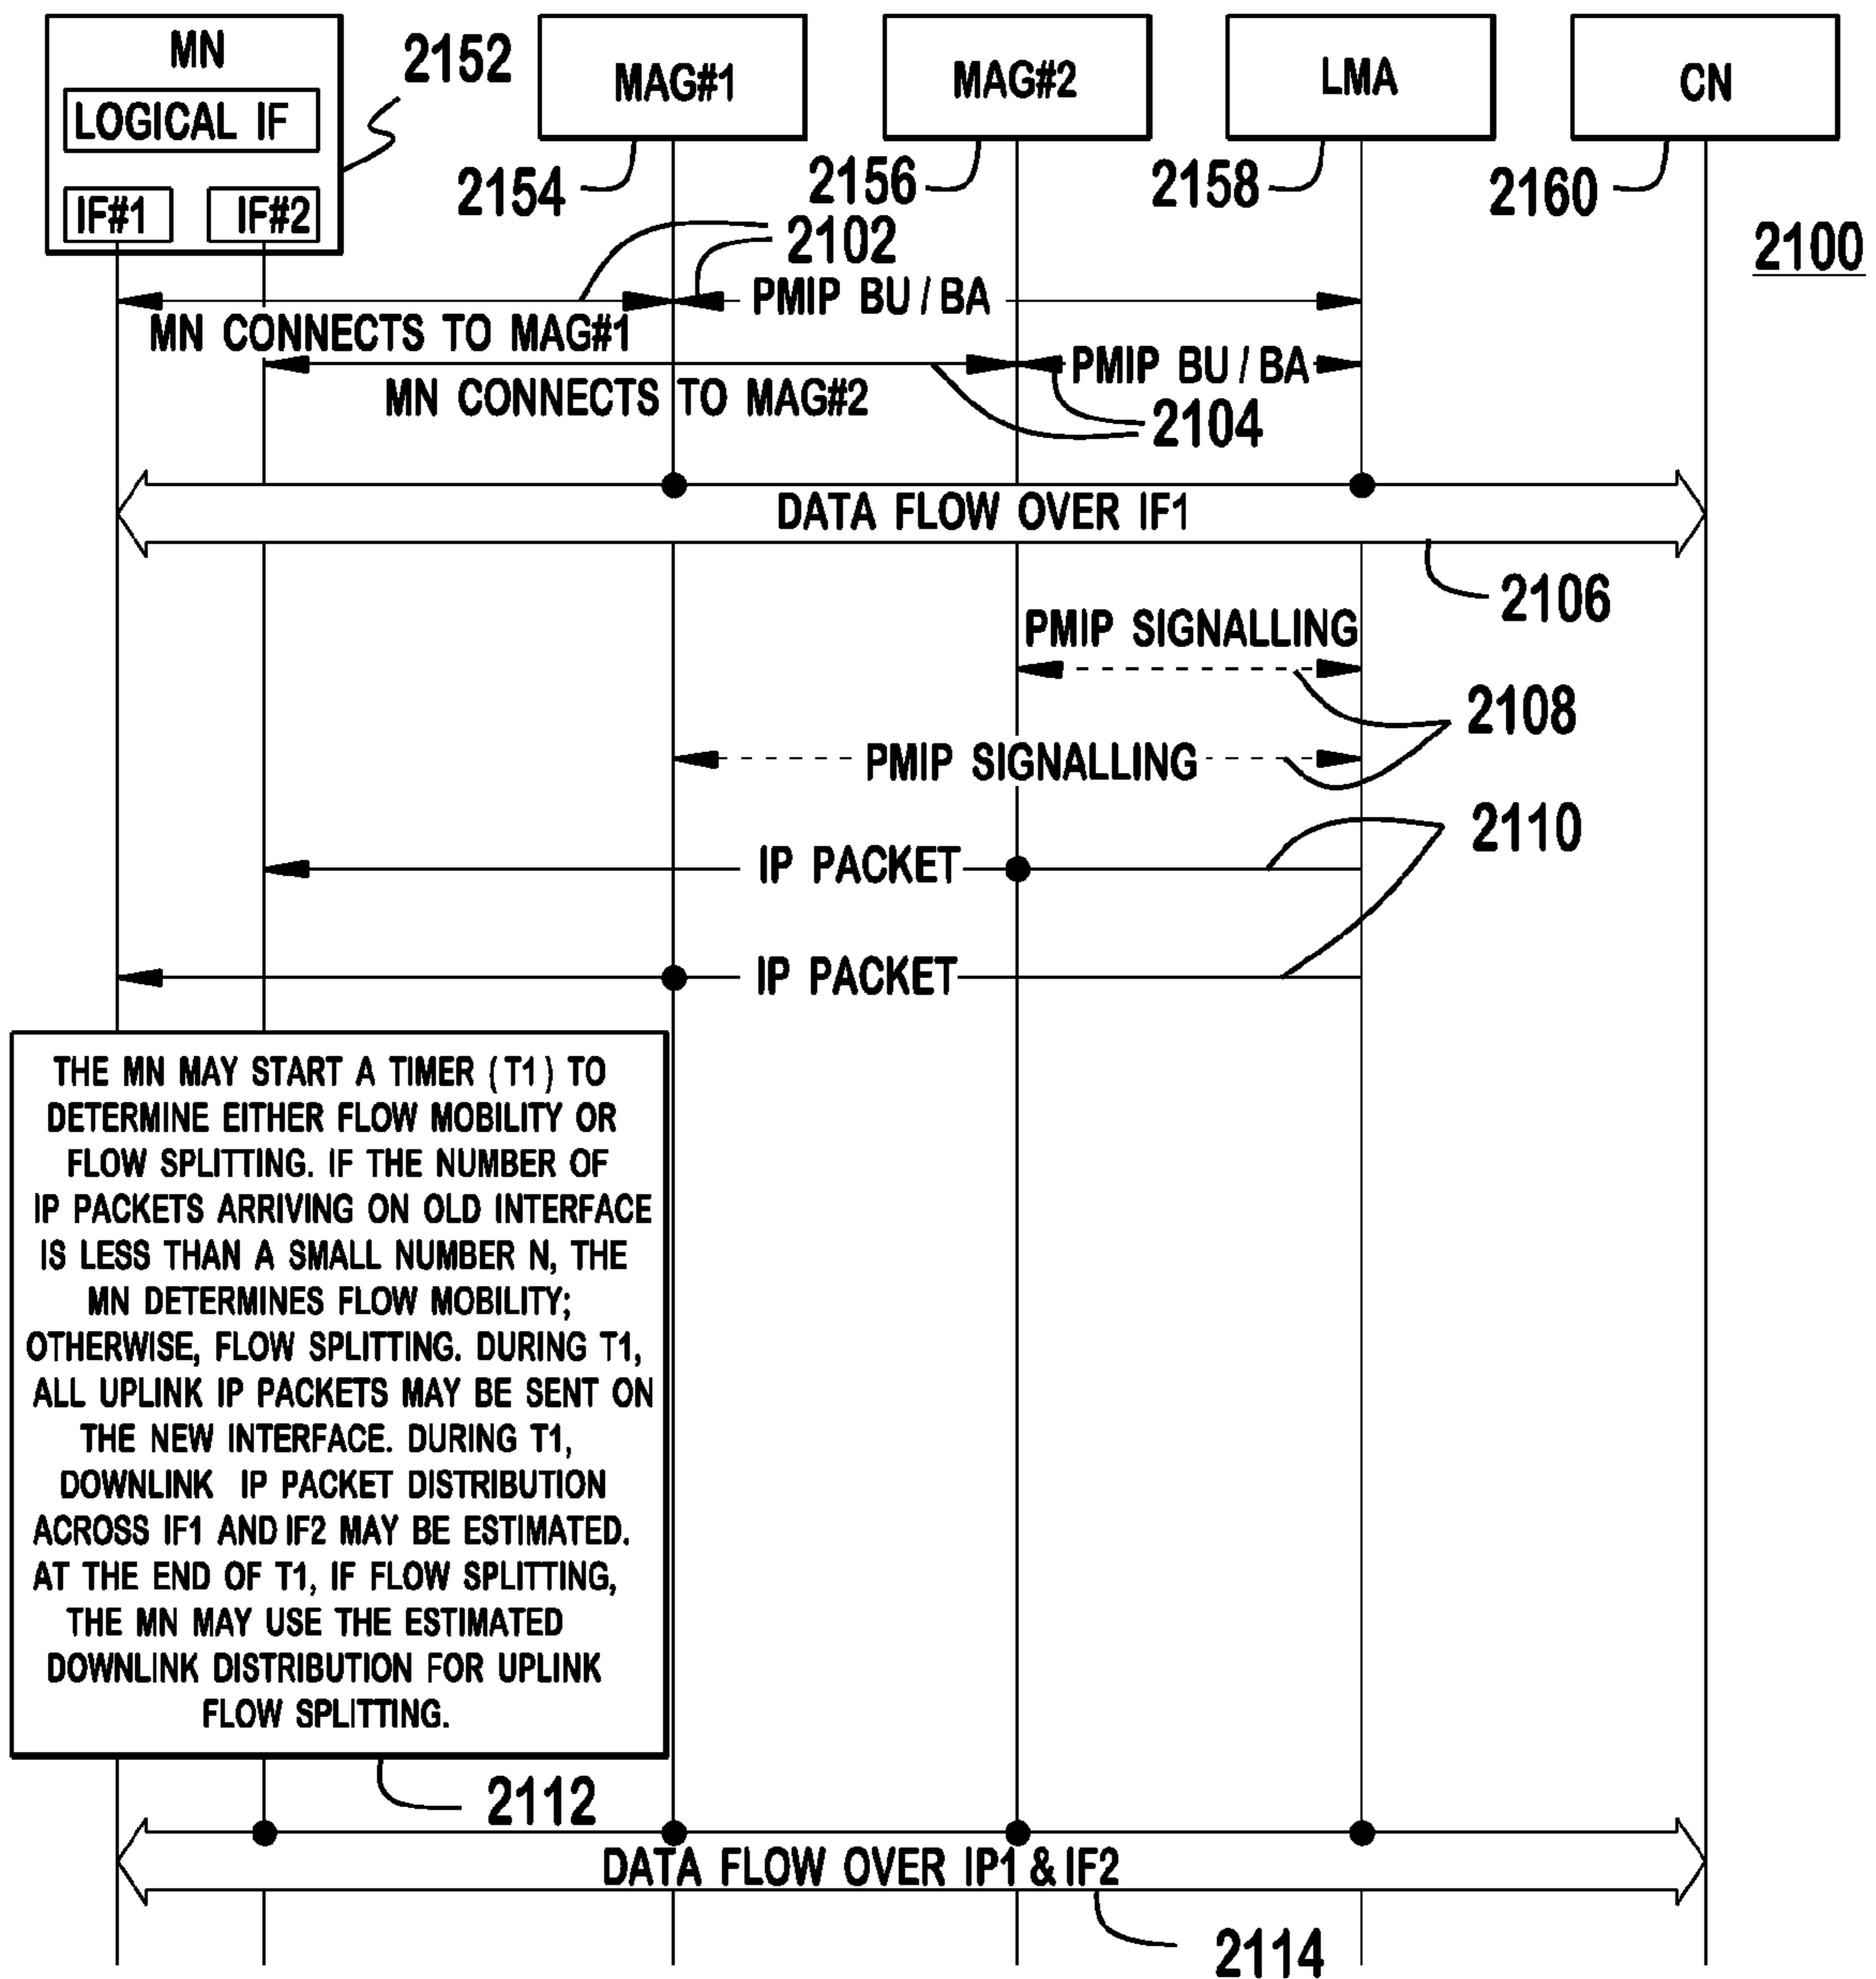 MN
LOGICAL IF
IF#1
IF#2
2152
MAG#1
2154
MAG#2
2156
LMA
2158
CN
2160
2100
2102
PMIP BU / BA
MN CONNECTS TO MAG#1
PMIP BU / BA
MN CONNECTS TO MAG#2
2104
DATA FLOW OVER IF1
2106
PMIP SIGNALLING
2108
PMIP SIGNALLING
2110
IP PACKET
IP PACKET
THE MN MAY START A TIMER ( T1 ) TO
DETERMINE EITHER FLOW MOBILITY OR
FLOW SPLITTING. IF THE NUMBER OF
IP PACKETS ARRIVING ON OLD INTERFACE
IS LESS THAN A SMALL NUMBER N, THE
MN DETERMINES FLOW MOBILITY;
OTHERWISE, FLOW SPLITTING. DURING T1,
ALL UPLINK IP PACKETS MAY BE SENT ON
THE NEW INTERFACE. DURING T1,
DOWNLINK IP PACKET DISTRIBUTION
ACROSS IF1 AND IF2 MAY BE ESTIMATED.
AT THE END OF T1, IF FLOW SPLITTING,
THE MN MAY USE THE ESTIMATED
DOWNLINK DISTRIBUTION FOR UPLINK
FLOW SPLITTING.
2112
DATA FLOW OVER IP1 & IF2
2114